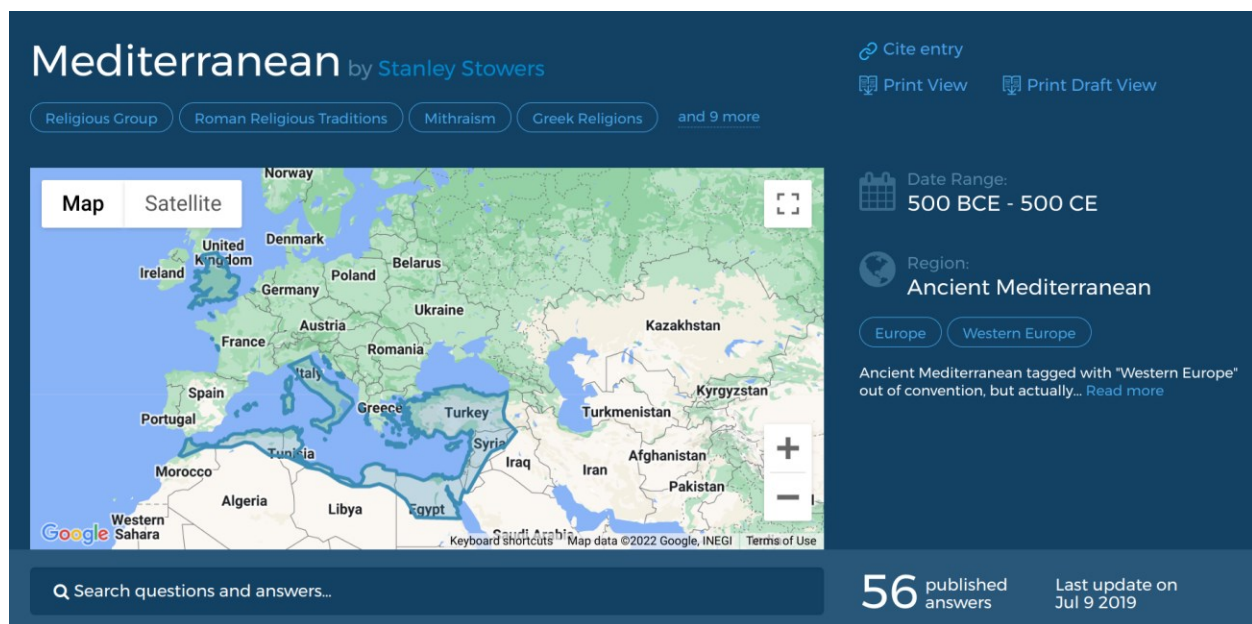 Mediterranean by Stanley Stowers
Religious Group
Roman Religious Traditions
Mithraism
Greek Religions
and 9 more
Cite entry
Print View
Print Draft View
Date Range:
500 BCE - 500 CE
Region:
Ancient Mediterranean
Europe
Western Europe
Ancient Mediterranean tagged with "Western Europe"
out of convention, but actually... Read more
Map
Satellite
Norway
United
Kingdom
Denmark
Ireland
Belarus
Poland
Germany
Ukraine
Austria
Kazakhstan
France
Romania
Italy
Spain
Kyrgyzstan
Greece
Turkey
Turkmenistan
Portugal
Syria
Tunisia
Afghanistan
Morocco
Iraq
Iran
Pakistan
Algeria
Libya
Egypt
Western
Sahara
Saudi Arabia
Google
Keyboard shortcuts
Map data ©2022 Google, INEGI
Terms of Use
Search questions and answers...
56 published
answers
Last update on
Jul 9 2019